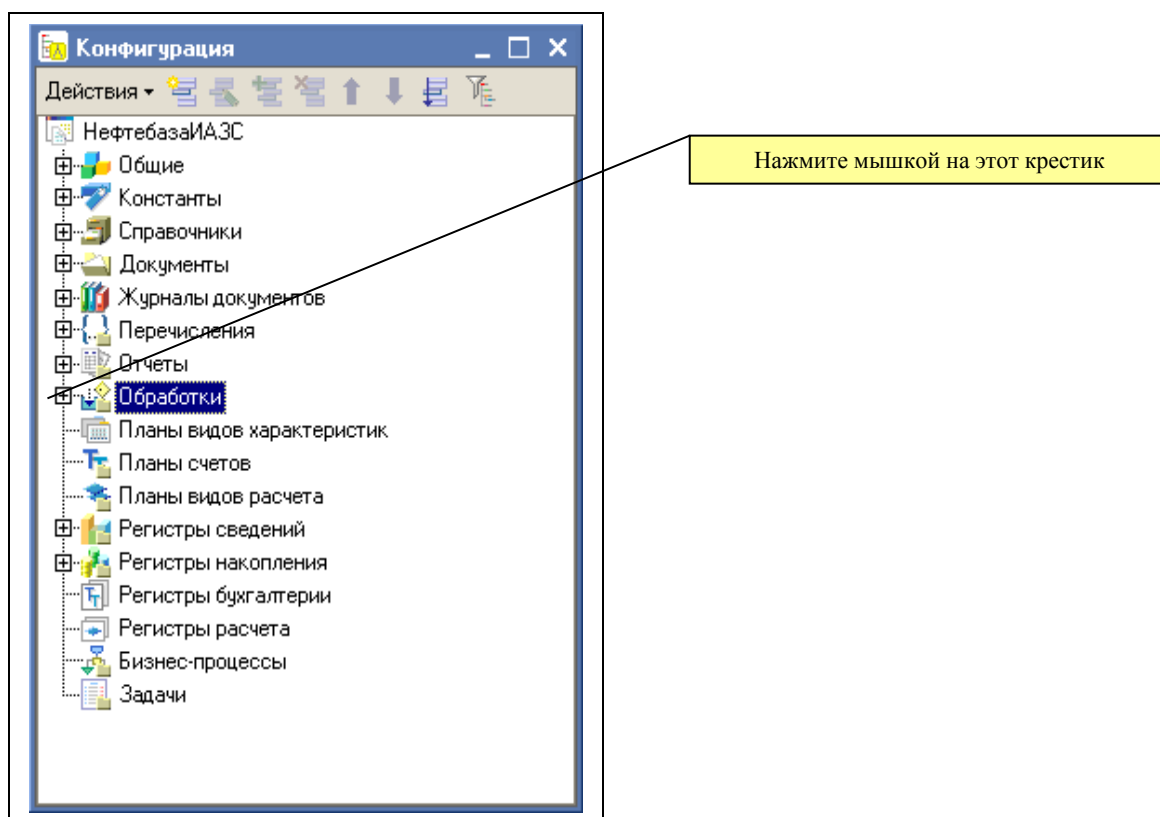 Конфигурация
Действия
НефтебазаИАЗС
Общие
Константы
Справочники
Документы
Журналы документов
Перечисления
Отчеты
Обработки
Планы видов характеристик
Планы счетов
Планы видов расчета
Регистры сведений
Регистры накопления
Регистры бухгалтерии
Регистры расчета
Бизнес-процессы
Задачи
Нажмите мышкой на этот крестик